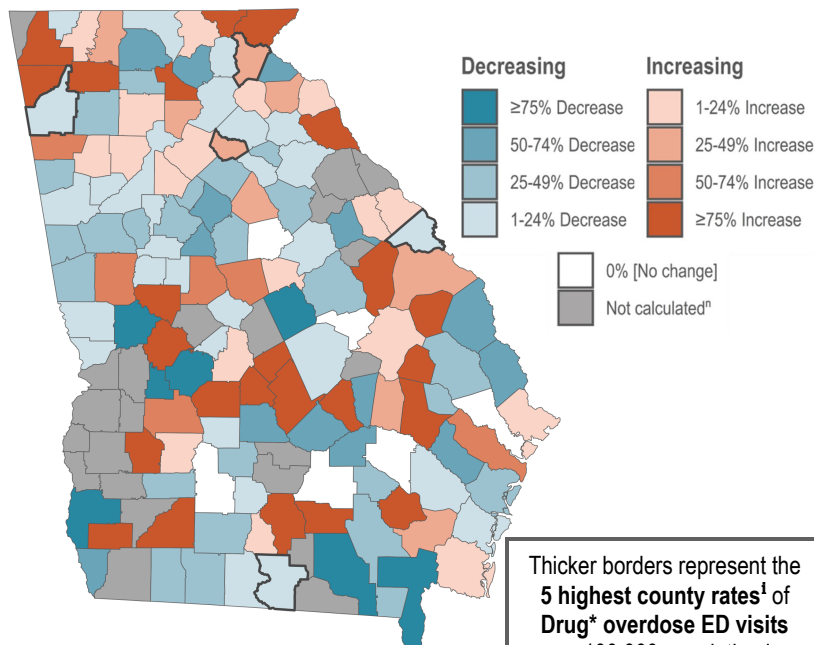 Decreasing
≥75% Decrease
50-74% Decrease
25-49% Decrease
1-24% Decrease
Increasing
1-24% Increase
25-49% Increase
50-74% Increase
≥75% Increase
0% [No change]
Not calculatedⁿ
Thicker borders represent the
5 highest county ratesⁱ of
Drug* overdose ED visits